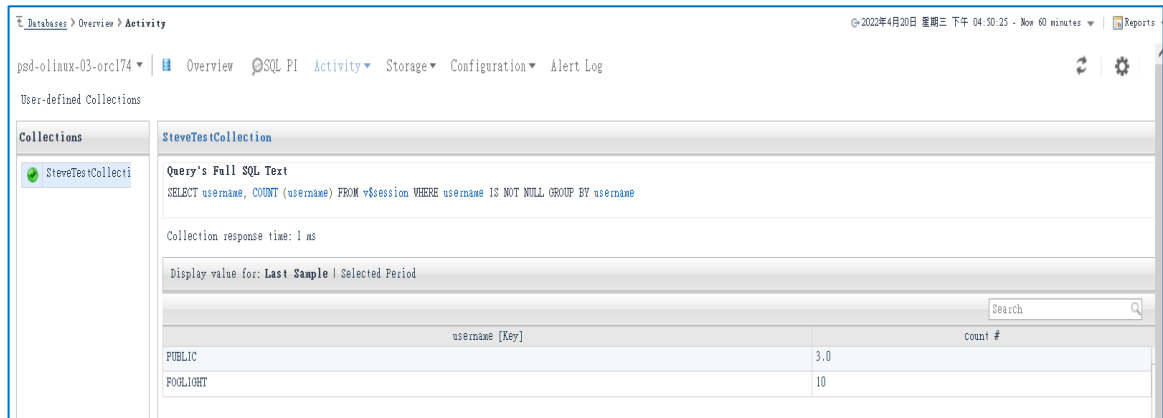 Databases > Overview > Activity
2022年4月20日 星期三 下午 04:50:25 - Now 60 minutes
Reports
psd-olinux-03-orcl74
Overview SQL PI Activity Storage Configuration Alert Log
User-defined Collections
Collections
SteveTestCollecti
SteveTestCollection
Query's Full SQL Text
SELECT username, COUNT (username) FROM v$session WHERE username IS NOT NULL GROUP BY username
Collection response time: 1 ms
Display value for: Last Sample | Selected Period
Search
username [Key] count #
PUBLIC 3.0
FOGLIGHT 10